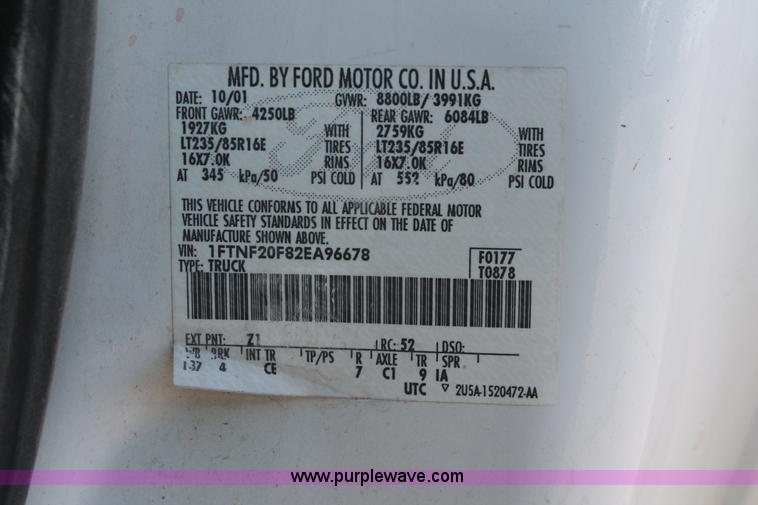 MFD. BY FORD MOTOR CO. IN U.S.A.
DATE: 10/01 GVWR: 8800LB/ 3991KG
FRONT GAWR: 4250LB REAR GAWR: 6084LB
1927KG WITH 2759KG WITH
LT235/85R16E TIRES LT235/85R16E TIRES
16X7.0K RIMS 16X7.0K RIMS
AT 345 kPa/50 PSI COLD AT 552 kPa/80 PSI COLD
THIS VEHICLE CONFORMS TO ALL APPLICABLE FEDERAL MOTOR
VEHICLE SAFETY STANDARDS IN EFFECT ON THE DATE OF
MANUFACTURE SHOWN ABOVE.
VIN: 1FTNF20F82EA96678 F0177
TYPE: TRUCK T0878
EXT PNT: Z1 RC: 52 DSO:
WB BRK INT TR TP/PS R AXLE TR SPR
137 4 CE 7 C1 9 IA
UTC ▽ 2U5A-1520472-AA
www.purplewave.com